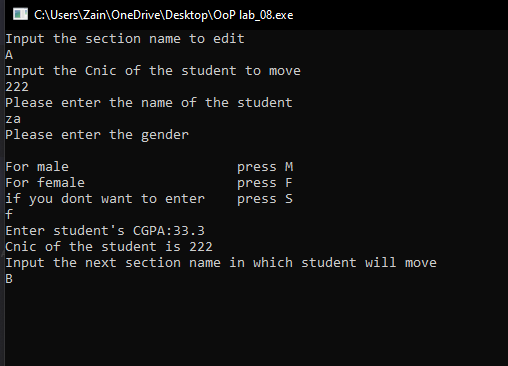 C:\Users\Zain\OneDrive\Desktop\OoP lab_08.exe
Input the section name to edit
A
Input the Cnic of the student to move
222
Please enter the name of the student
za
Please enter the gender
For male                     press M
For female                   press F
if you dont want to enter    press S
f
Enter student's CGPA:33.3
Cnic of the student is 222
Input the next section name in which student will move
B